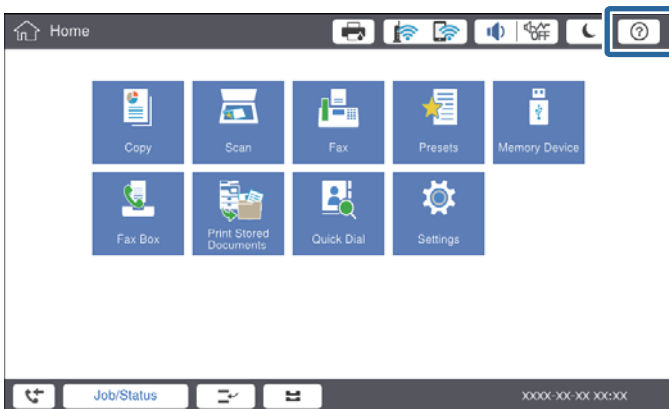 Home
OFF
?
Copy
Scan
Fax
Presets
Memory Device
Fax Box
Print Stored
Documents
Quick Dial
Settings
Job/Status
XXXX-XX-XX XX:XX